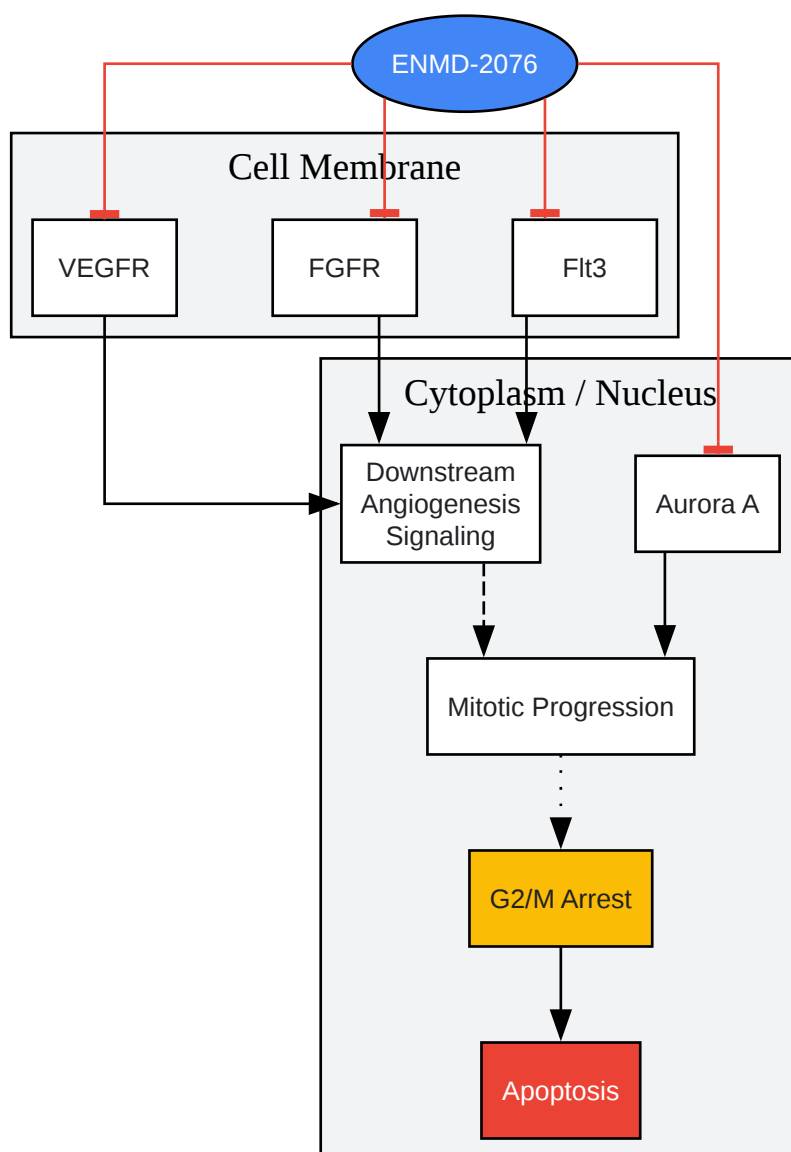 ENMD-2076
Cell Membrane
VEGFR
FGFR
Flt3
Cytoplasm / Nucleus
Downstream
Angiogenesis
Signaling
Aurora A
Mitotic Progression
G2/M Arrest
Apoptosis